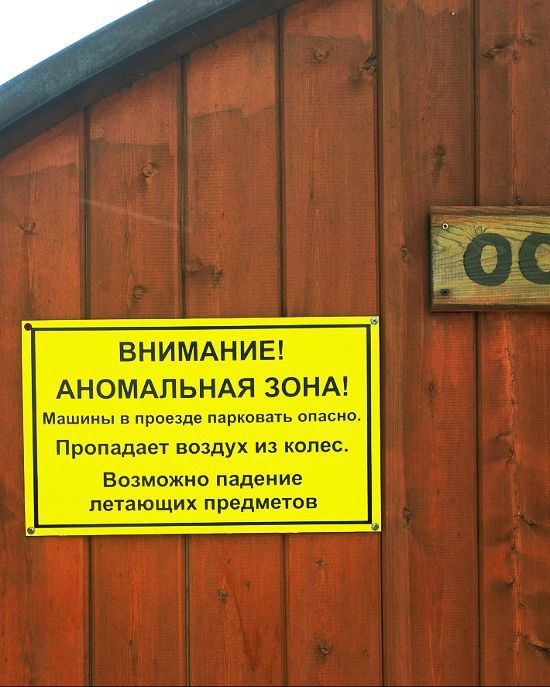 ВНИМАНИЕ!
АНОМАЛЬНАЯ ЗОНА!
Машины в проезде парковать опасно.
Пропадает воздух из колес.
Возможно падение
летающих предметов